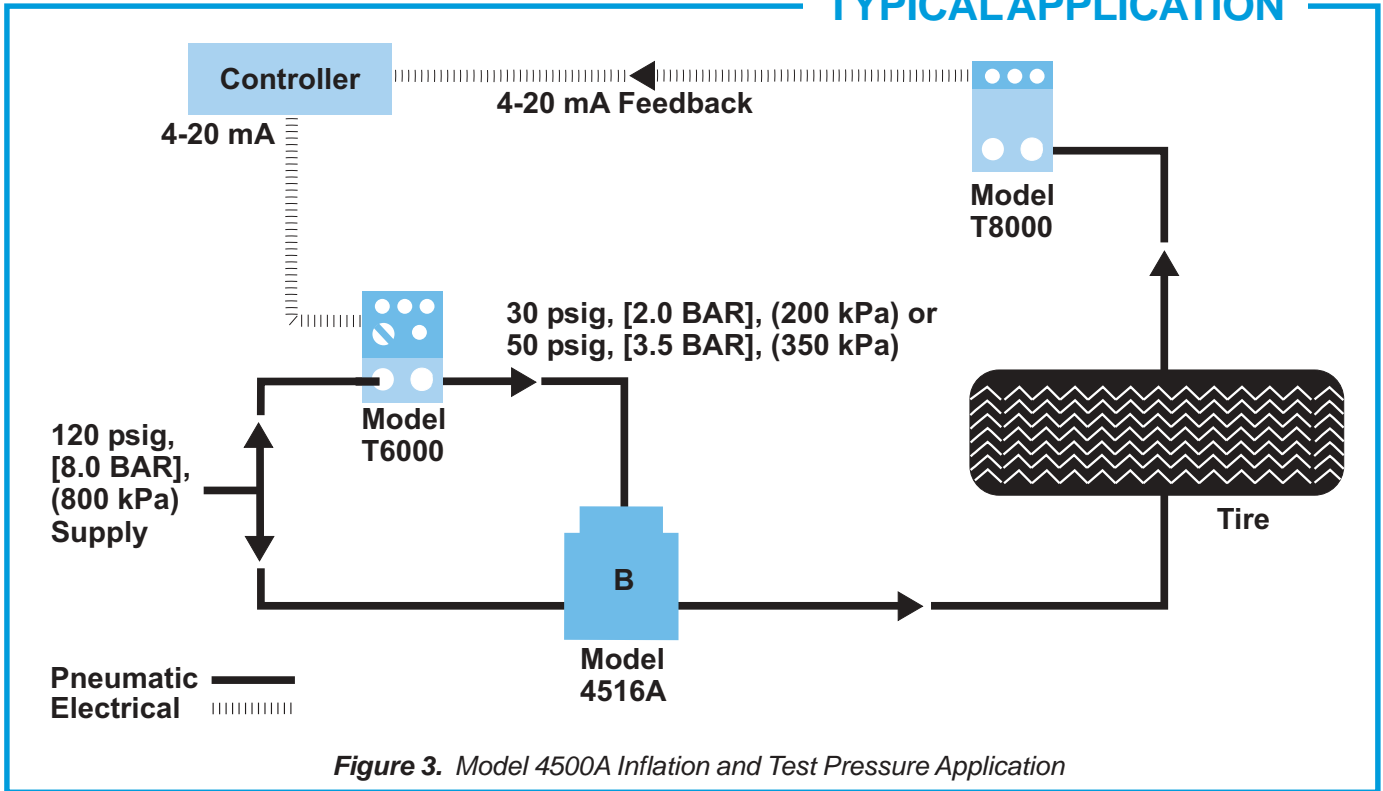 TYPICAL APPLICATION
Controller
4-20 mA Feedback
4-20 mA
Model
T8000
30 psig, [2.0 BAR], (200 kPa) or
50 psig, [3.5 BAR], (350 kPa)
Model
T6000
120 psig,
[8.0 BAR],
(800 kPa)
Supply
Tire
B
Model
4516A
Pneumatic
Electrical
Figure 3. Model 4500A Inflation and Test Pressure Application